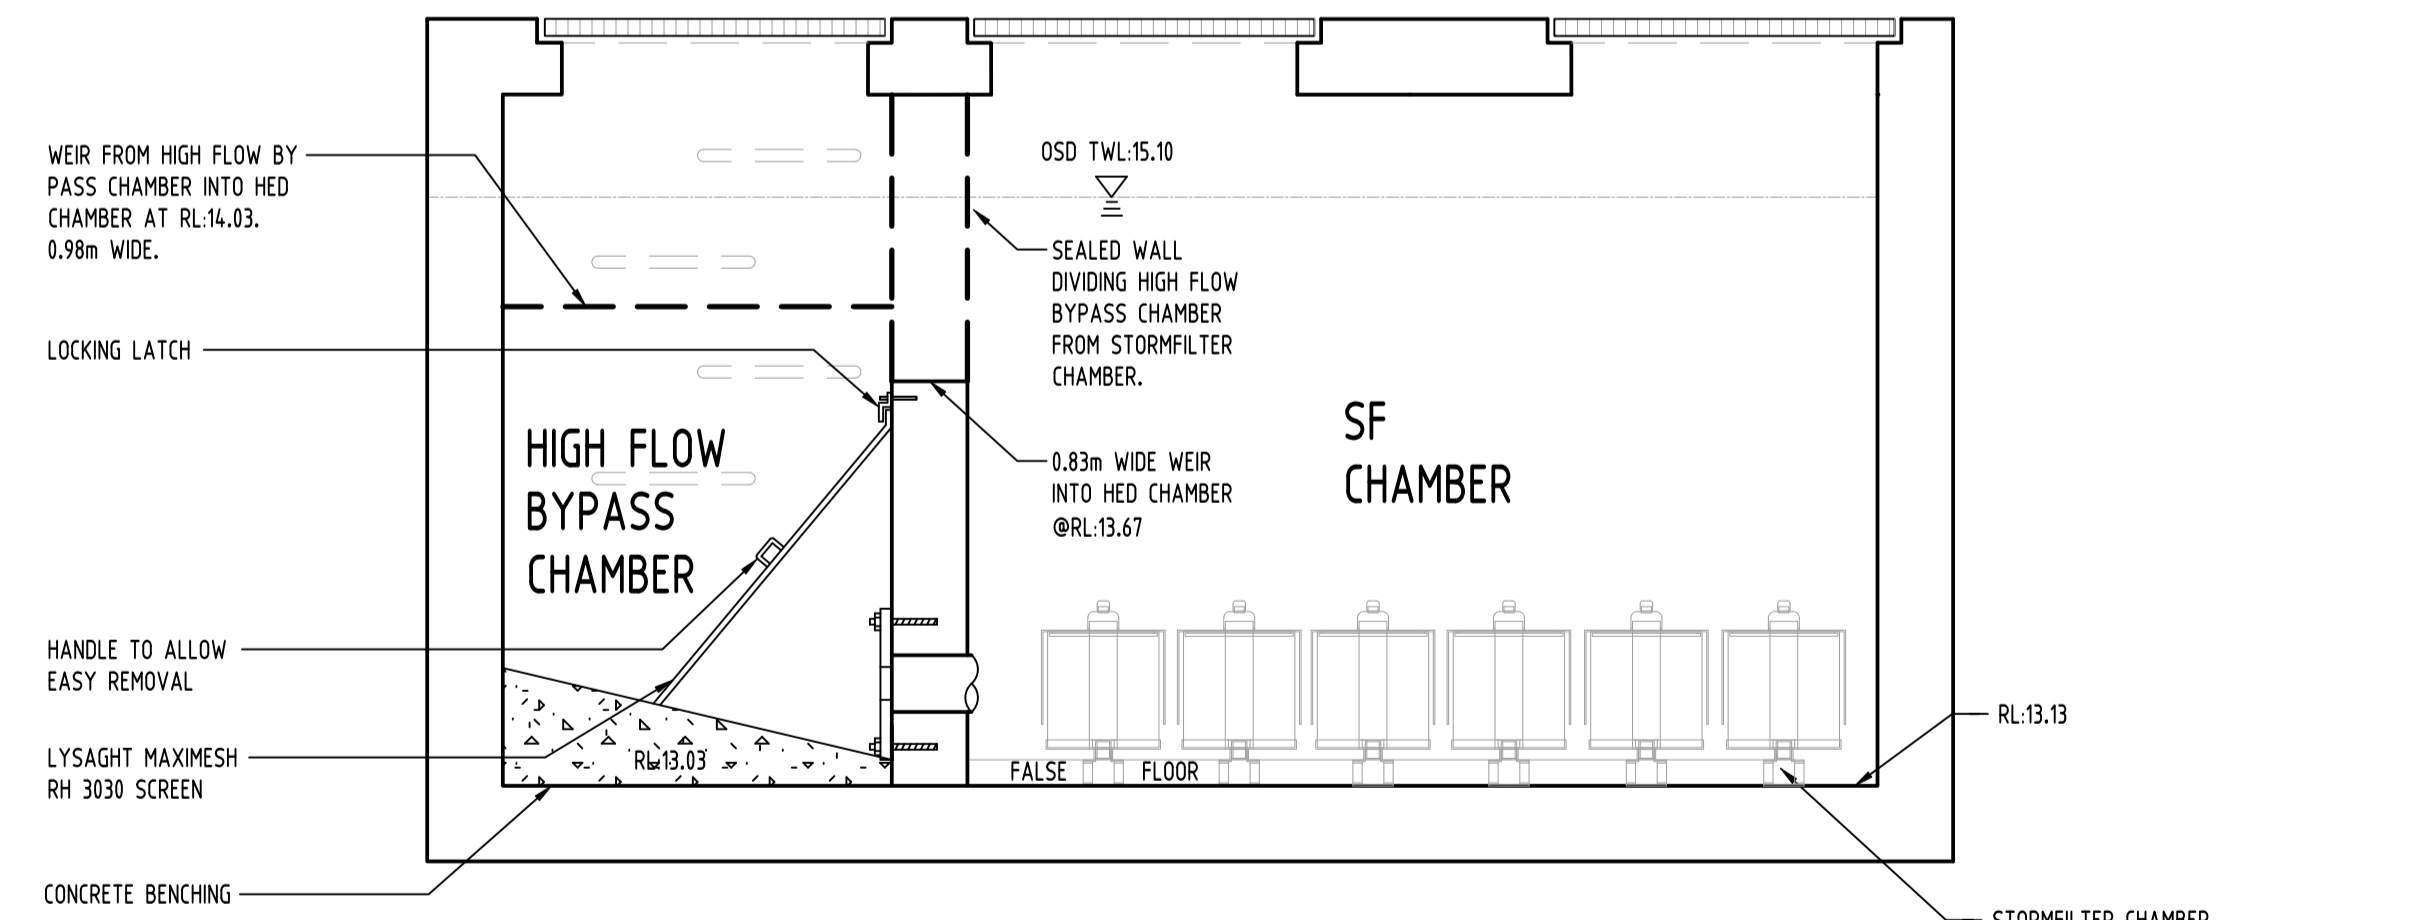 WEIR FROM HIGH FLOW BY
PASS CHAMBER INTO HED
CHAMBER AT RL:14.03.
0.98m WIDE.
LOCKING LATCH
HIGH FLOW
BYPASS
CHAMBER
HANDLE TO ALLOW
EASY REMOVAL
LYSAGHT MAXIMESH
RH 3030 SCREEN
CONCRETE BENCHING
RL:13.03
OSD TWL:15.10
SEALED WALL
DIVIDING HIGH FLOW
BYPASS CHAMBER
FROM STORMFILTER
CHAMBER.
0.83m WIDE WEIR
INTO HED CHAMBER
@RL:13.67
SF
CHAMBER
FALSE FLOOR
RL:13.13
STORMFILTER CHAMBER